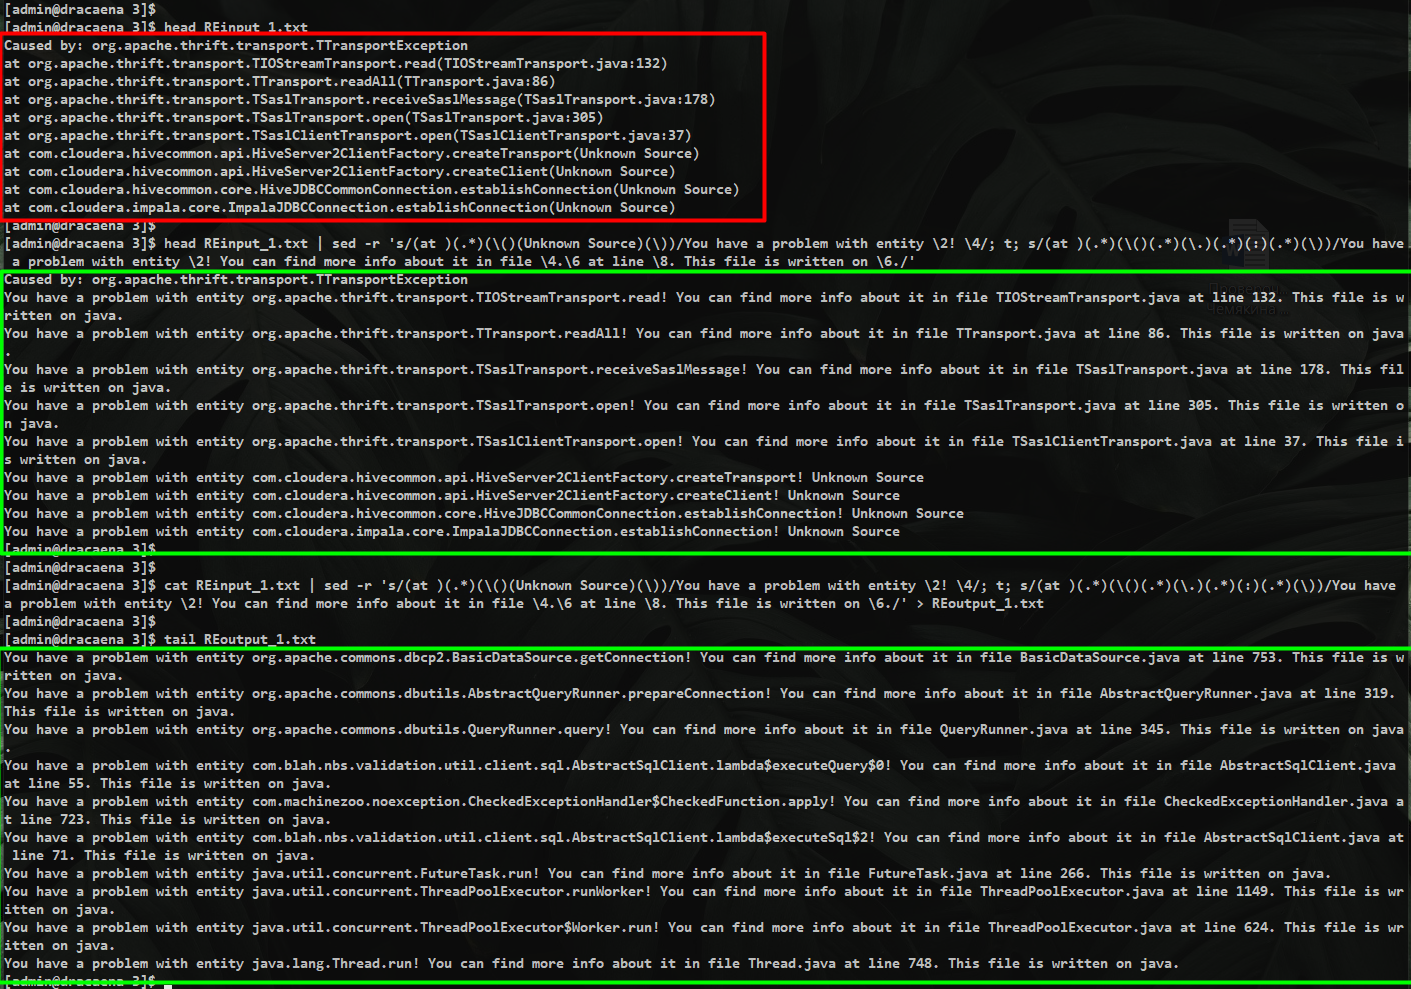 [admin@dracaena 3]$
[admin@dracaena 3]$ head REinput_1.txt
Caused by: org.apache.thrift.transport.TTransportException
at org.apache.thrift.transport.TIOStreamTransport.read(TIOStreamTransport.java:132)
at org.apache.thrift.transport.TTransport.readAll(TTransport.java:86)
at org.apache.thrift.transport.TSaslTransport.receiveSaslMessage(TSaslTransport.java:178)
at org.apache.thrift.transport.TSaslTransport.open(TSaslTransport.java:305)
at org.apache.thrift.transport.TSaslClientTransport.open(TSaslClientTransport.java:37)
at com.cloudera.hivecommon.api.HiveServer2ClientFactory.createTransport(Unknown Source)
at com.cloudera.hivecommon.api.HiveServer2ClientFactory.createClient(Unknown Source)
at com.cloudera.hivecommon.core.HiveJDBCCommonConnection.establishConnection(Unknown Source)
at com.cloudera.impala.core.ImpalaJDBCConnection.establishConnection(Unknown Source)
[admin@dracaena 3]$
[admin@dracaena 3]$ head REinput_1.txt | sed -r 's/(at )(.*)(\()(Unknown Source)(\))/You have a problem with entity \2! \4/; t; s/(at )(.*)(\()(.*)(\.)(.*)(:)(.*)(\))/You have
a problem with entity \2! You can find more info about it in file \4.\6 at line \8. This file is written on \6./'
Caused by: org.apache.thrift.transport.TTransportException
You have a problem with entity org.apache.thrift.transport.TIOStreamTransport.read! You can find more info about it in file TIOStreamTransport.java at line 132. This file is w
ritten on java.
You have a problem with entity org.apache.thrift.transport.TTransport.readAll! You can find more info about it in file TTransport.java at line 86. This file is written on java
.
You have a problem with entity org.apache.thrift.transport.TSaslTransport.receiveSaslMessage! You can find more info about it in file TSaslTransport.java at line 178. This fil
e is written on java.
You have a problem with entity org.apache.thrift.transport.TSaslTransport.open! You can find more info about it in file TSaslTransport.java at line 305. This file is written o
n java.
You have a problem with entity org.apache.thrift.transport.TSaslClientTransport.open! You can find more info about it in file TSaslClientTransport.java at line 37. This file i
s written on java.
You have a problem with entity com.cloudera.hivecommon.api.HiveServer2ClientFactory.createTransport! Unknown Source
You have a problem with entity com.cloudera.hivecommon.api.HiveServer2ClientFactory.createClient! Unknown Source
You have a problem with entity com.cloudera.hivecommon.core.HiveJDBCCommonConnection.establishConnection! Unknown Source
You have a problem with entity com.cloudera.impala.core.ImpalaJDBCConnection.establishConnection! Unknown Source
[admin@dracaena 3]$
[admin@dracaena 3]$
[admin@dracaena 3]$ cat REinput_1.txt | sed -r 's/(at )(.*)(\()(Unknown Source)(\))/You have a problem with entity \2! \4/; t; s/(at )(.*)(\()(.*)(\.)(.*)(:)(.*)(\))/You have
a problem with entity \2! You can find more info about it in file \4.\6 at line \8. This file is written on \6./' > REoutput_1.txt
[admin@dracaena 3]$
[admin@dracaena 3]$ tail REoutput_1.txt
You have a problem with entity org.apache.commons.dbcp2.BasicDataSource.getConnection! You can find more info about it in file BasicDataSource.java at line 753. This file is w
ritten on java.
You have a problem with entity org.apache.commons.dbutils.AbstractQueryRunner.prepareConnection! You can find more info about it in file AbstractQueryRunner.java at line 319.
This file is written on java.
You have a problem with entity org.apache.commons.dbutils.QueryRunner.query! You can find more info about it in file QueryRunner.java at line 345. This file is written on java
.
You have a problem with entity com.blah.nbs.validation.util.client.sql.AbstractSqlClient.lambda$executeQuery$0! You can find more info about it in file AbstractSqlClient.java
at line 55. This file is written on java.
You have a problem with entity com.machinezoo.noexception.CheckedExceptionHandler$CheckedFunction.apply! You can find more info about it in file CheckedExceptionHandler.java a
t line 723. This file is written on java.
You have a problem with entity com.blah.nbs.validation.util.client.sql.AbstractSqlClient.lambda$executeSql$2! You can find more info about it in file AbstractSqlClient.java at
line 71. This file is written on java.
You have a problem with entity java.util.concurrent.FutureTask.run! You can find more info about it in file FutureTask.java at line 266. This file is written on java.
You have a problem with entity java.util.concurrent.ThreadPoolExecutor.runWorker! You can find more info about it in file ThreadPoolExecutor.java at line 1149. This file is wr
itten on java.
You have a problem with entity java.util.concurrent.ThreadPoolExecutor$Worker.run! You can find more info about it in file ThreadPoolExecutor.java at line 624. This file is wr
itten on java.
You have a problem with entity java.lang.Thread.run! You can find more info about it in file Thread.java at line 748. This file is written on java.
[admin@dracaena 3]$